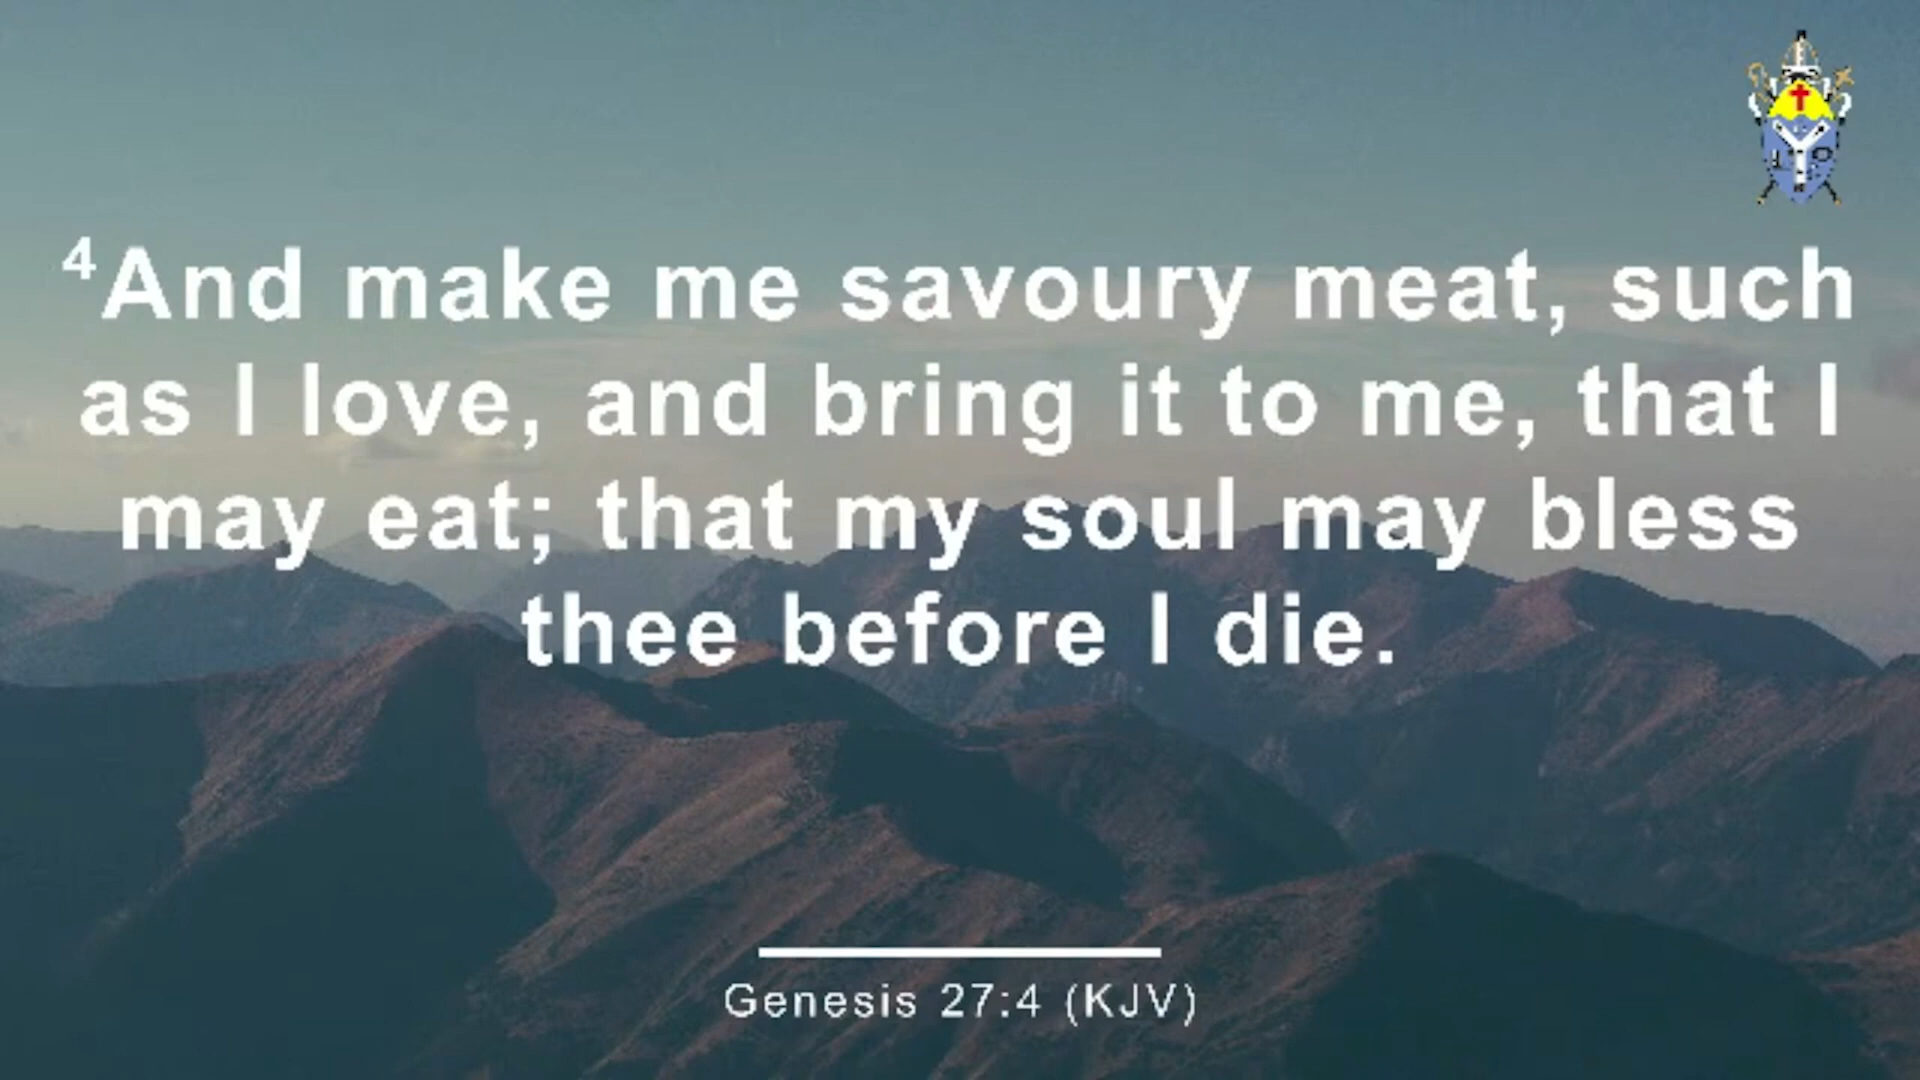 ⁴And make me savoury meat, such
as I love, and bring it to me, that I
may eat; that my soul may bless
thee before I die.
Genesis 27:4 (KJV)